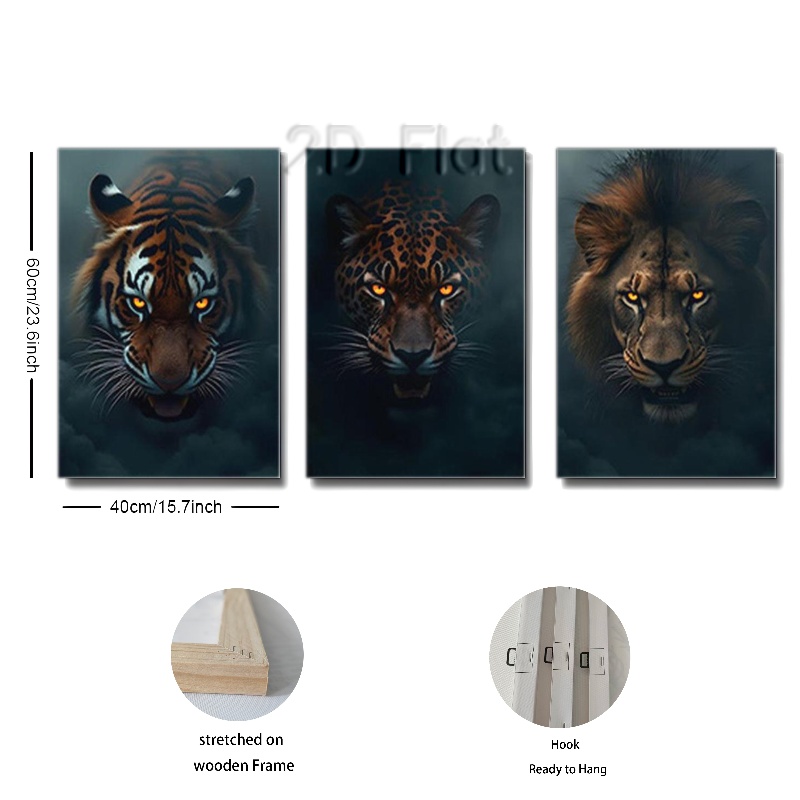 2D Flat
60cm/23.6inch
40cm/15.7inch
stretched on
wooden Frame
Hook
Ready to Hang